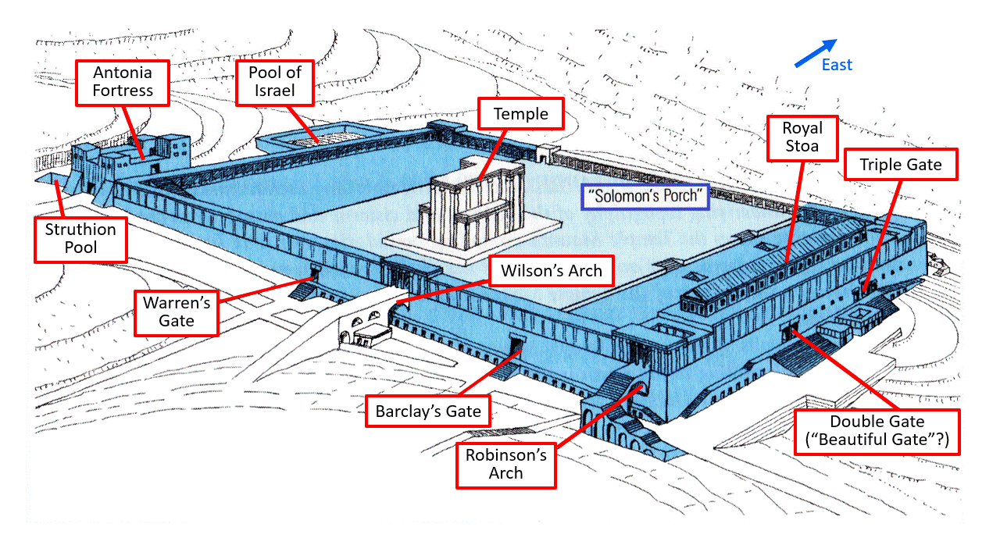 East
Antonia
Fortress
Pool of
Israel
Temple
Royal
Stoa
Triple Gate
"Solomon's Porch"
Struthion
Pool
Wilson's Arch
Warren's
Gate
Barclay's Gate
Double Gate
("Beautiful Gate"?)
Robinson's
Arch